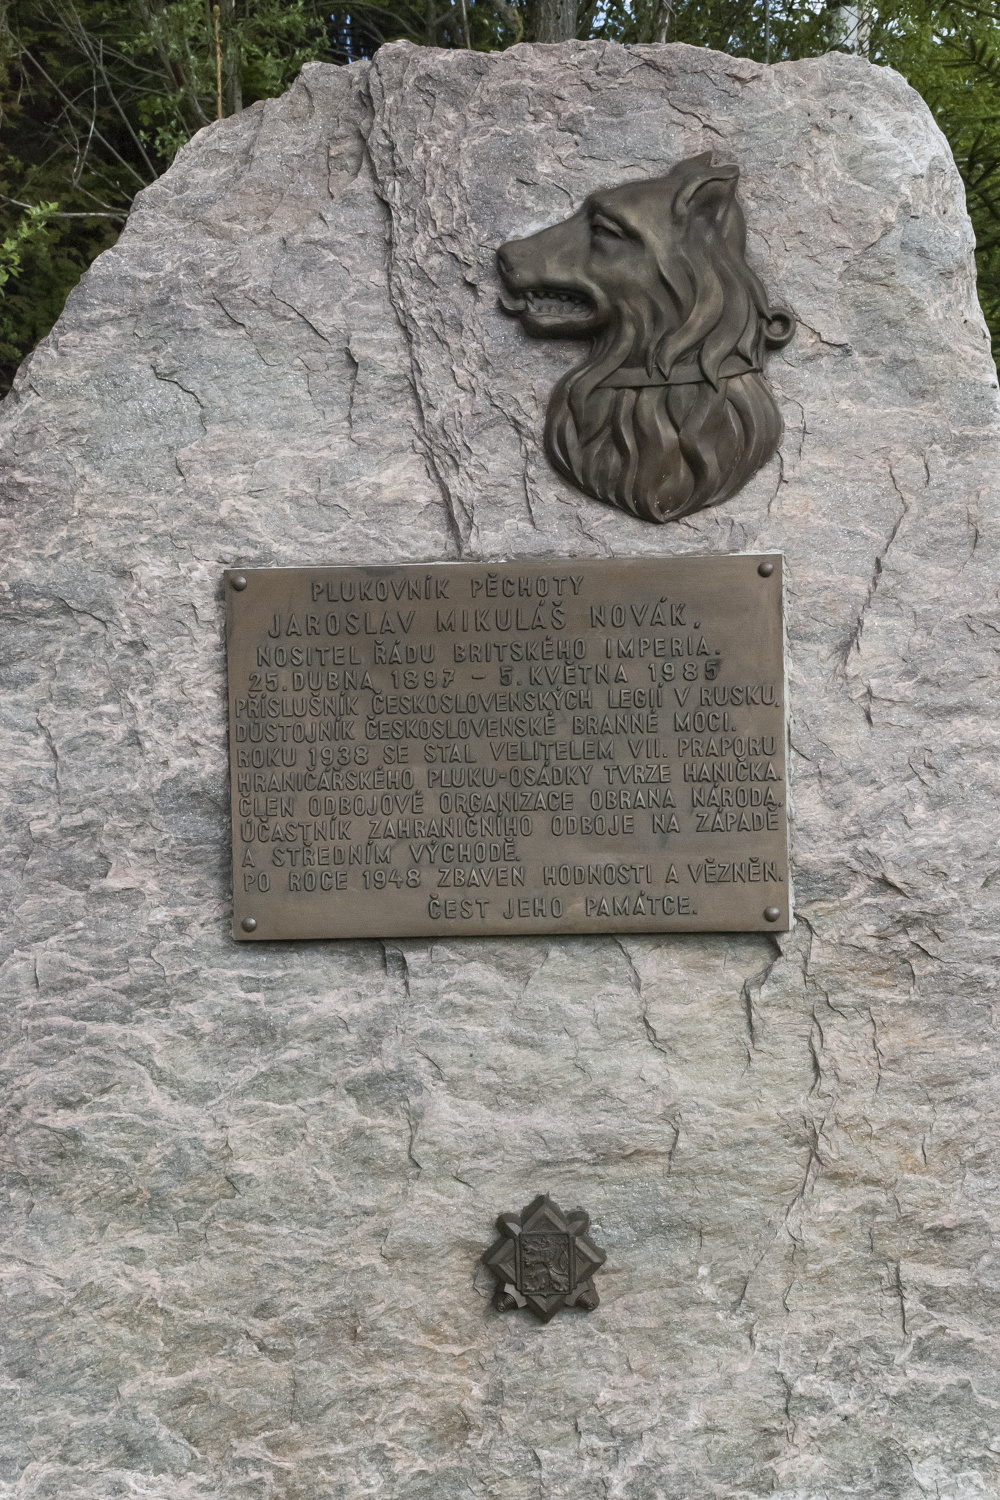 PLUKOVNÍK PĚCHOTY
JAROSLAV MIKULÁŠ NOVÁK,
NOSITEL ŘÁDU BRITSKÉHO IMPERIA.
25.DUBNA 1897 - 5.KVĚTNA 1985
PŘÍSLUŠNÍK ČESKOSLOVENSKÝCH LEGIÍ V RUSKU,
DŮSTOJNÍK ČESKOSLOVENSKÉ BRANNÉ MOCI.
ROKU 1938 SE STAL VELITELEM VII. PRAPORU
HRANIČÁŘSKÉHO PLUKU-OSÁDKY TVRZE HANIČKA.
ČLEN ODBOJOVÉ ORGANIZACE OBRANA NÁRODA,
ÚČASTNÍK ZAHRANIČNÍHO ODBOJE NA ZÁPADĚ
A STŘEDNÍM VÝCHODĚ.
PO ROCE 1948 ZBAVEN HODNOSTI A VĚZNĚN.
ČEST JEHO PAMÁTCE.